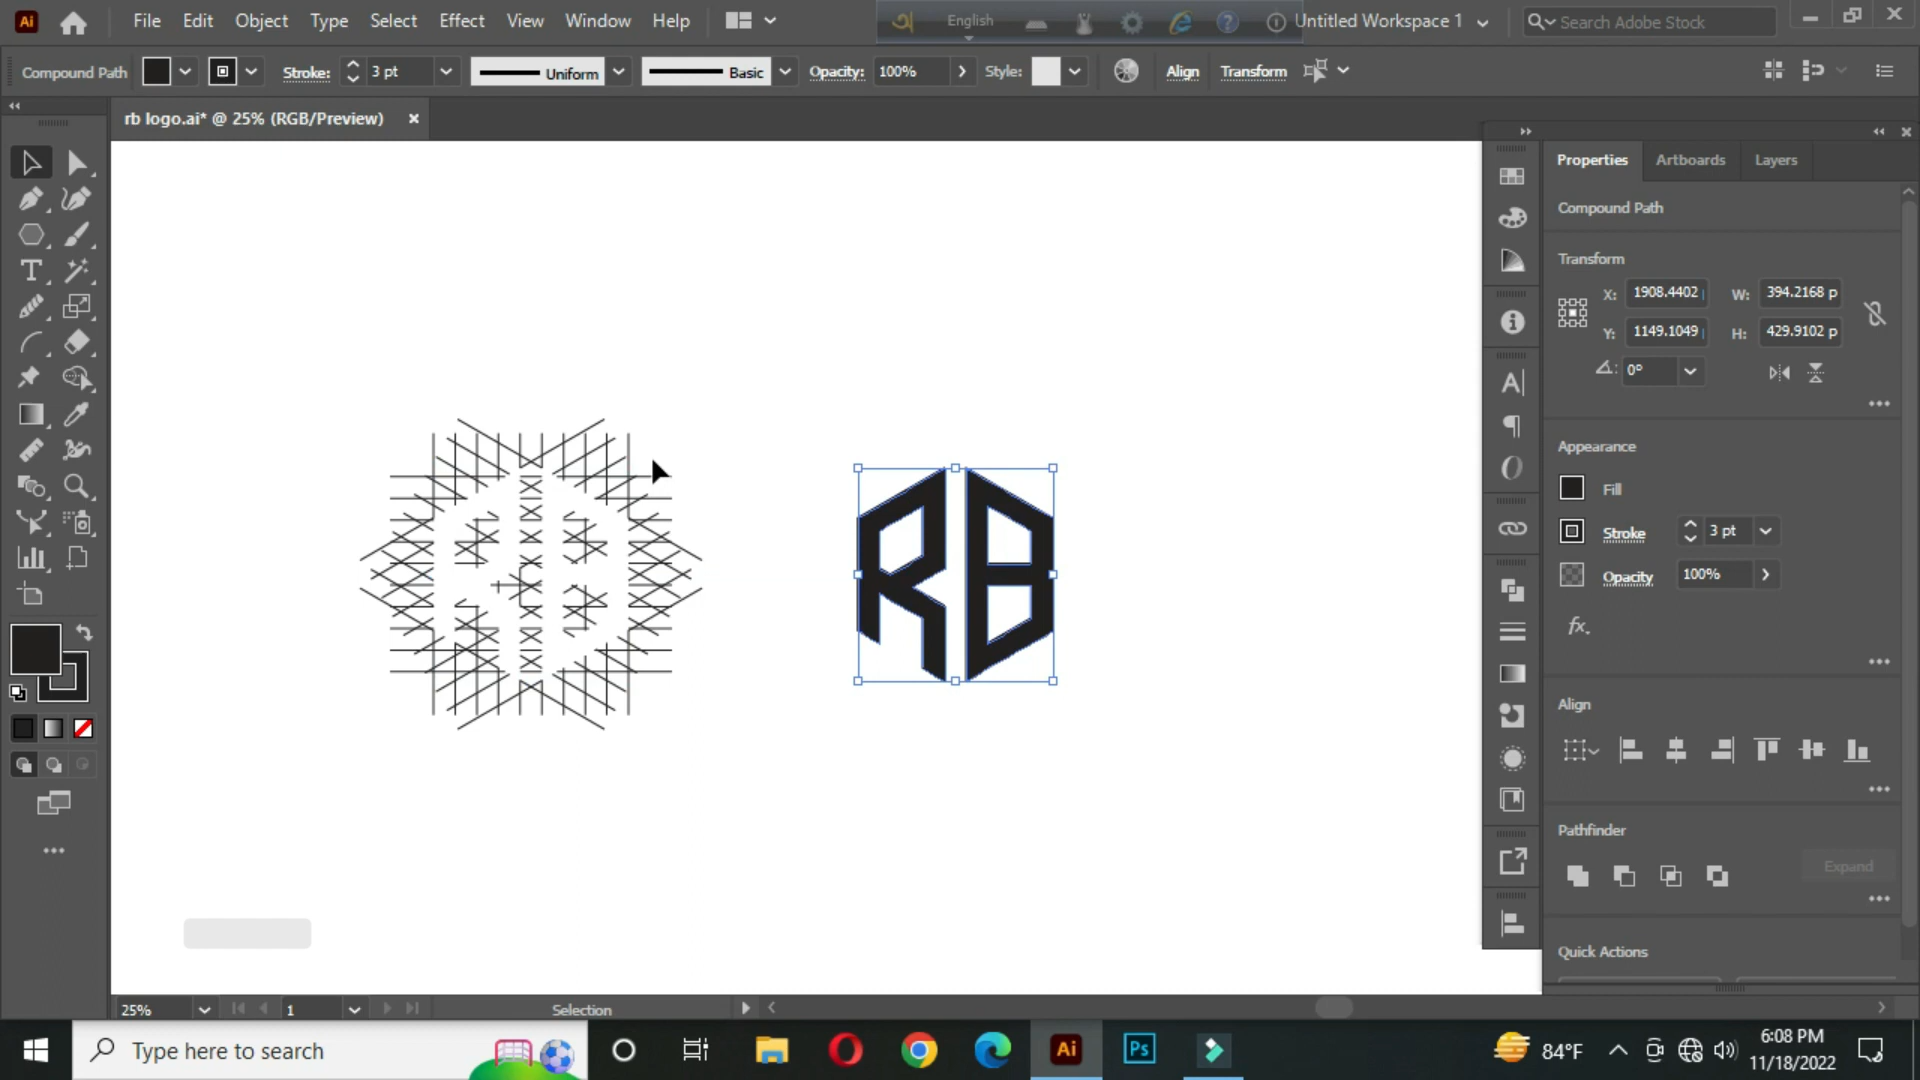 Ai File Edit Object Type Select Effect View Window Help English Untitled Workspace 1 Search Adobe Stock
Compound Path Stroke: 3 pt Uniform Basic Opacity: 100% Style: Align Transform
rb logo.ai* @ 25% (RGB/Preview)
Properties Artboards Layers
Compound Path
Transform
X: 1908.4402 W: 394.2168 p
Y: 1149.1049 H: 429.9102 p
0°
Appearance
Fill
Stroke 3 pt
Opacity 100%
fx.
Align
Pathfinder
Expand
Quick Actions
RB
25% 1 Selection
Type here to search Ai Ps 84°F 6:08 PM
11/18/2022